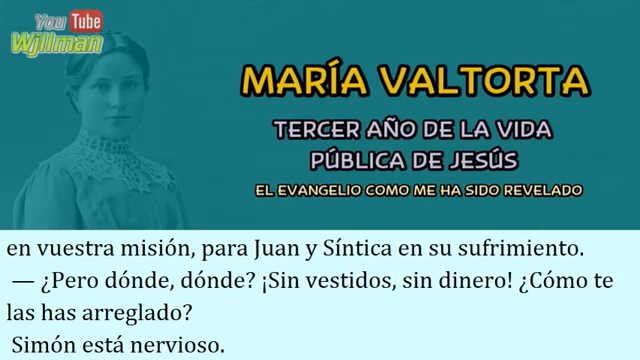 You Tube
Wjllman
MARÍA VALTORTA
TERCER AÑO DE LA VIDA
PÚBLICA DE JESÚS
EL EVANGELIO COMO ME HA SIDO REVELADO
en vuestra misión, para Juan y Síntica en su sufrimiento.
— ¿Pero dónde, dónde? ¡Sin vestidos, sin dinero! ¿Cómo te
las has arreglado?
Simón está nervioso.